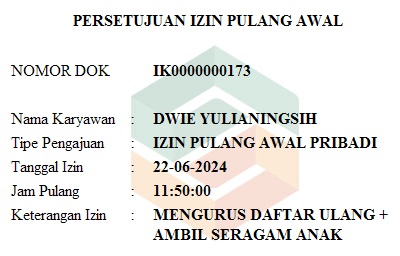 PERSETUJUAN IZIN PULANG AWAL
NOMOR DOK IK0000000173
Nama Karyawan : DWIE YULIANINGSIH
Tipe Pengajuan : IZIN PULANG AWAL PRIBADI
Tanggal Izin : 22-06-2024
Jam Pulang : 11:50:00
Keterangan Izin : MENGURUS DAFTAR ULANG +
AMBIL SERAGAM ANAK